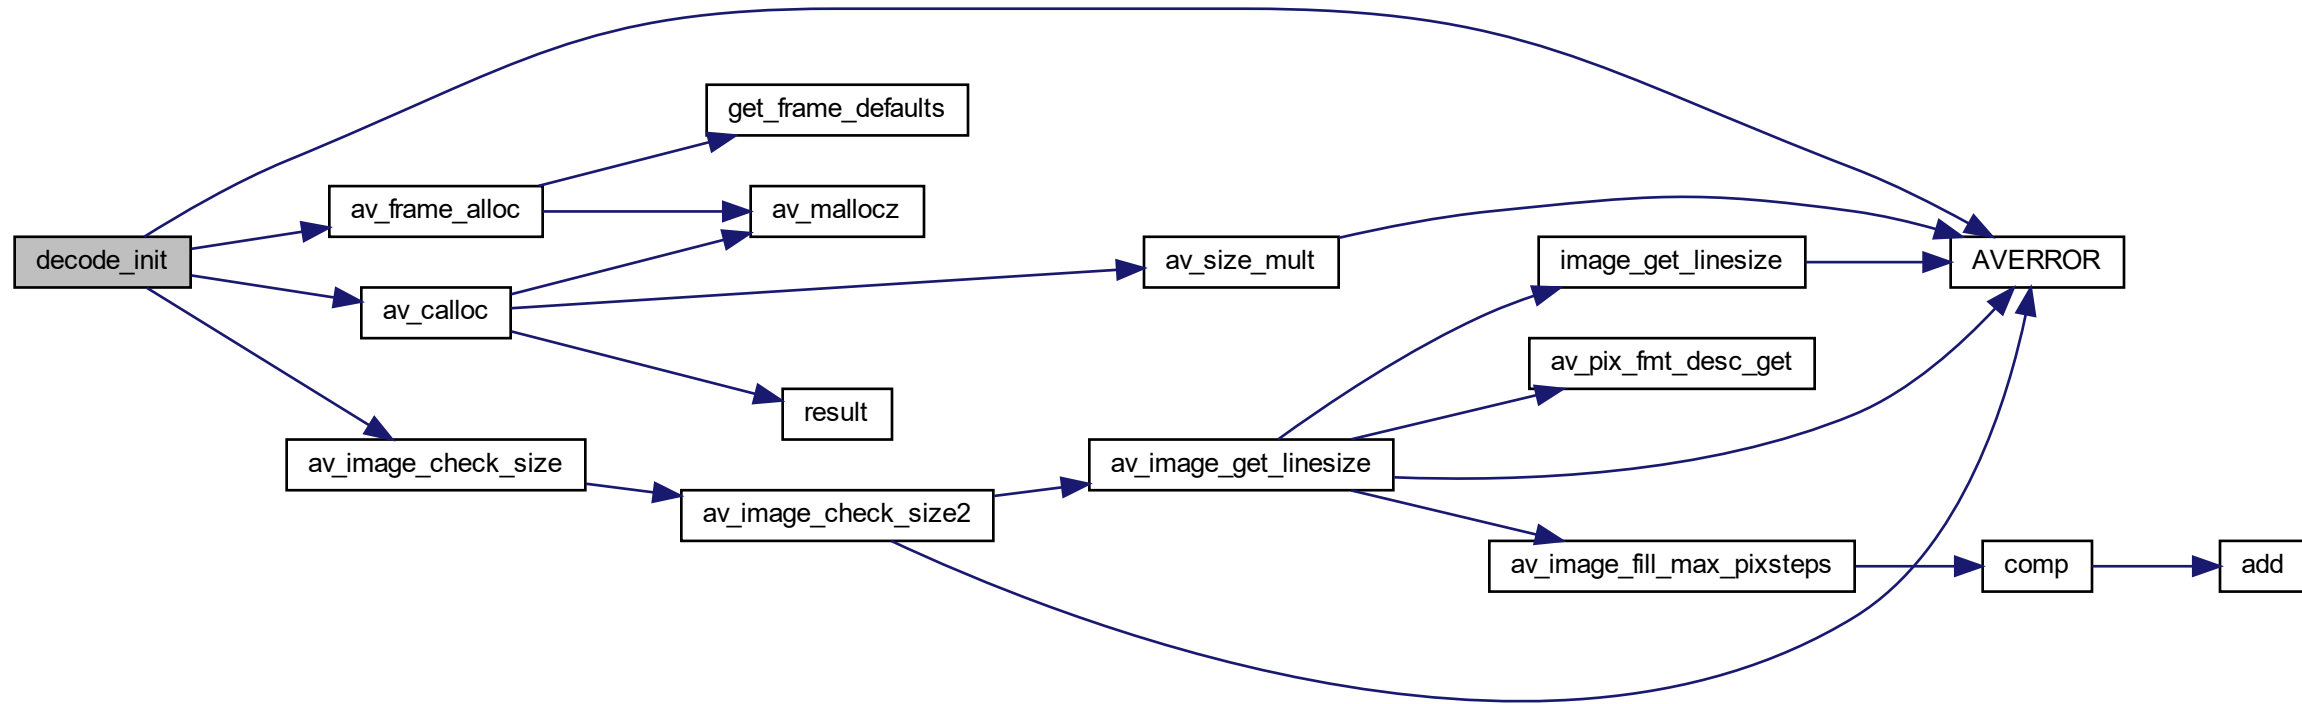 get_frame_defaults
av_frame_alloc
av_mallocz
decode_init
av_size_mult
image_get_linesize
AVERROR
av_calloc
av_pix_fmt_desc_get
result
av_image_check_size
av_image_get_linesize
av_image_check_size2
av_image_fill_max_pixsteps
comp
add